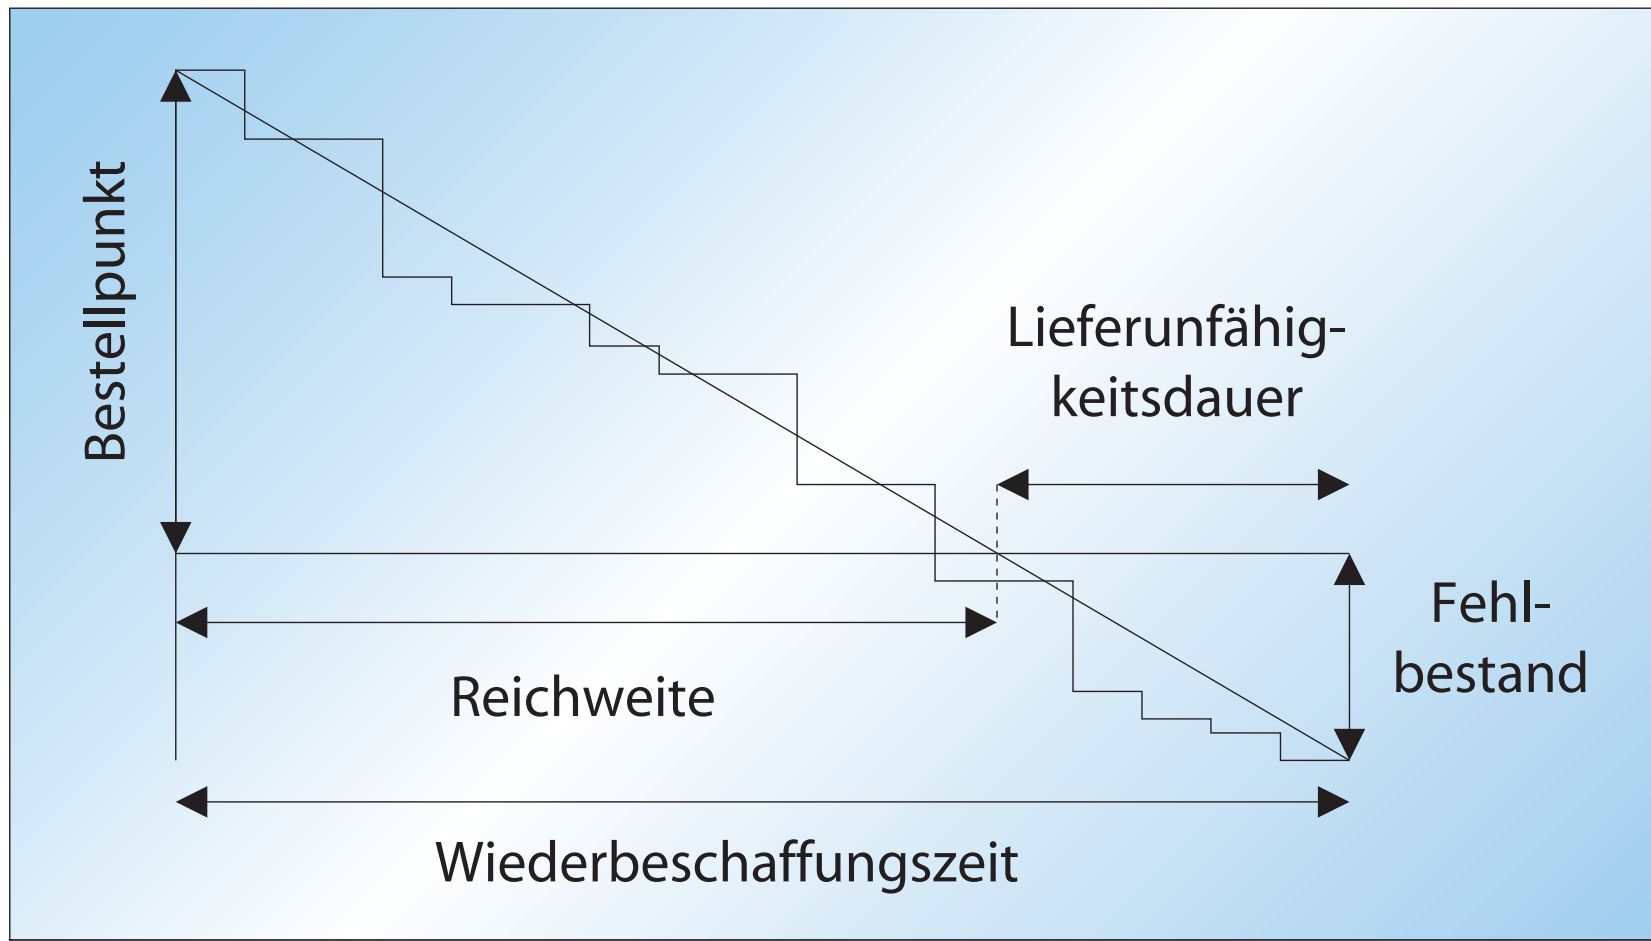 Bestellpunkt
Lieferunfähig-
keitsdauer
Fehl-
bestand
Reichweite
Wiederbeschaffungszeit